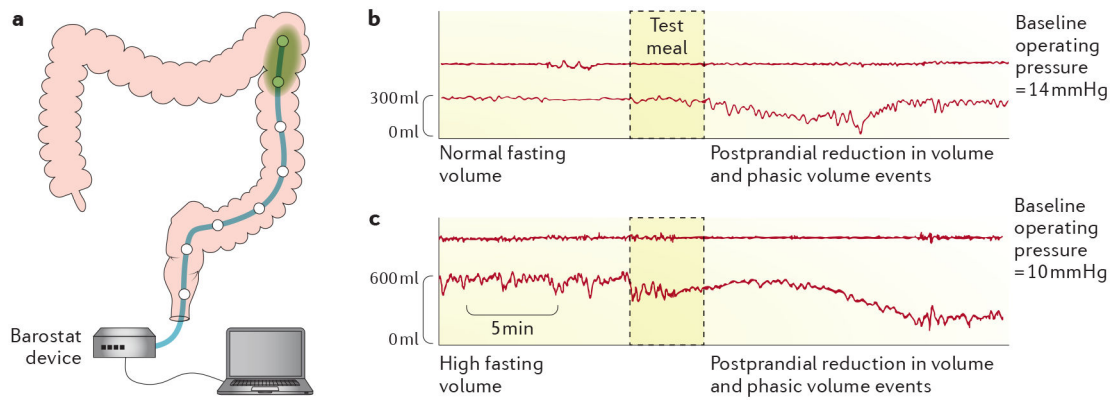 a
Barostat
device
b
Test
meal
300 ml
0 ml
Normal fasting
volume
Postprandial reduction in volume
and phasic volume events
Baseline
operating
pressure
= 14 mmHg
c
600 ml
0 ml
5 min
High fasting
volume
Postprandial reduction in volume
and phasic volume events
Baseline
operating
pressure
= 10 mmHg